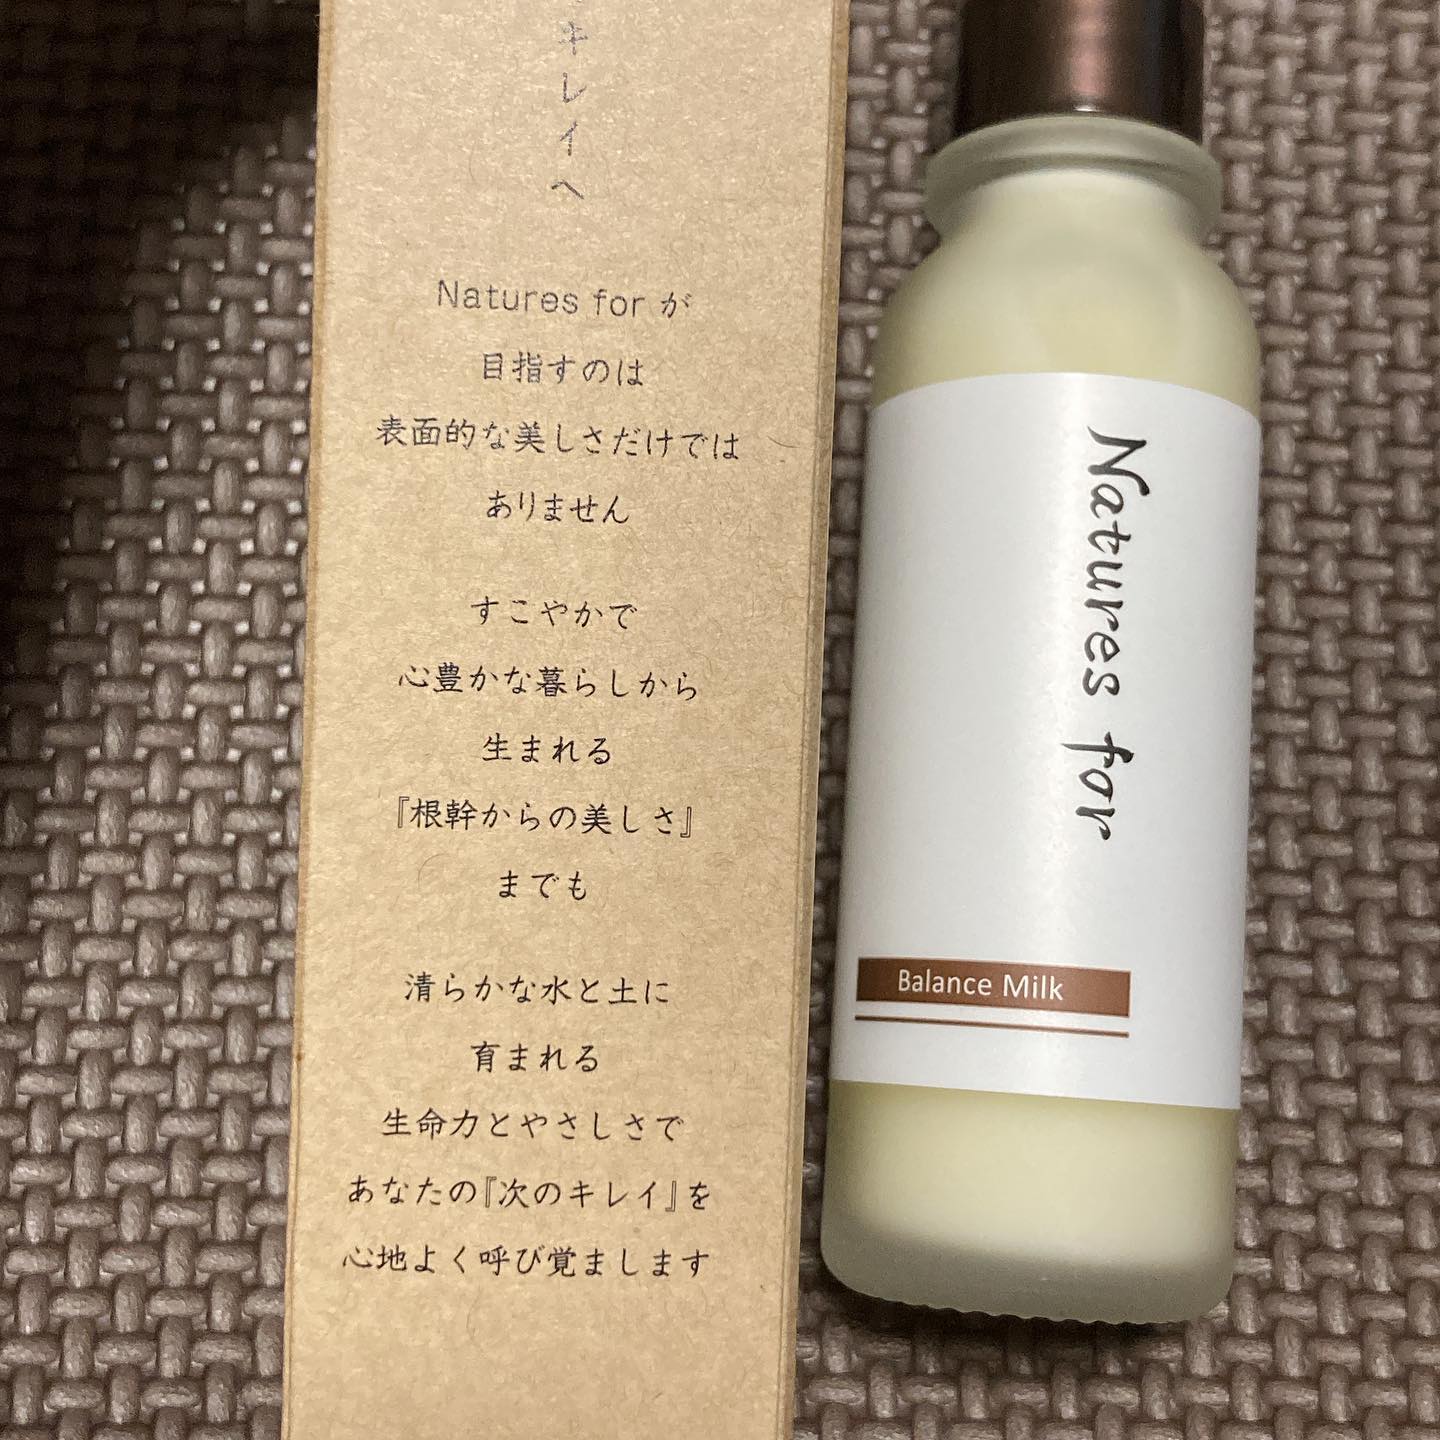 キレイへ
Natures for が
目指すのは
表面的な美しさだけでは
ありません
すこやかで
心豊かな暮らしから
生まれる
『根幹からの美しさ』
までも
清らかな水と土に
育まれる
生命力とやさしさで
あなたの『次のキレイ』を
心地よく呼び覚まします
Natures for
Balance Milk